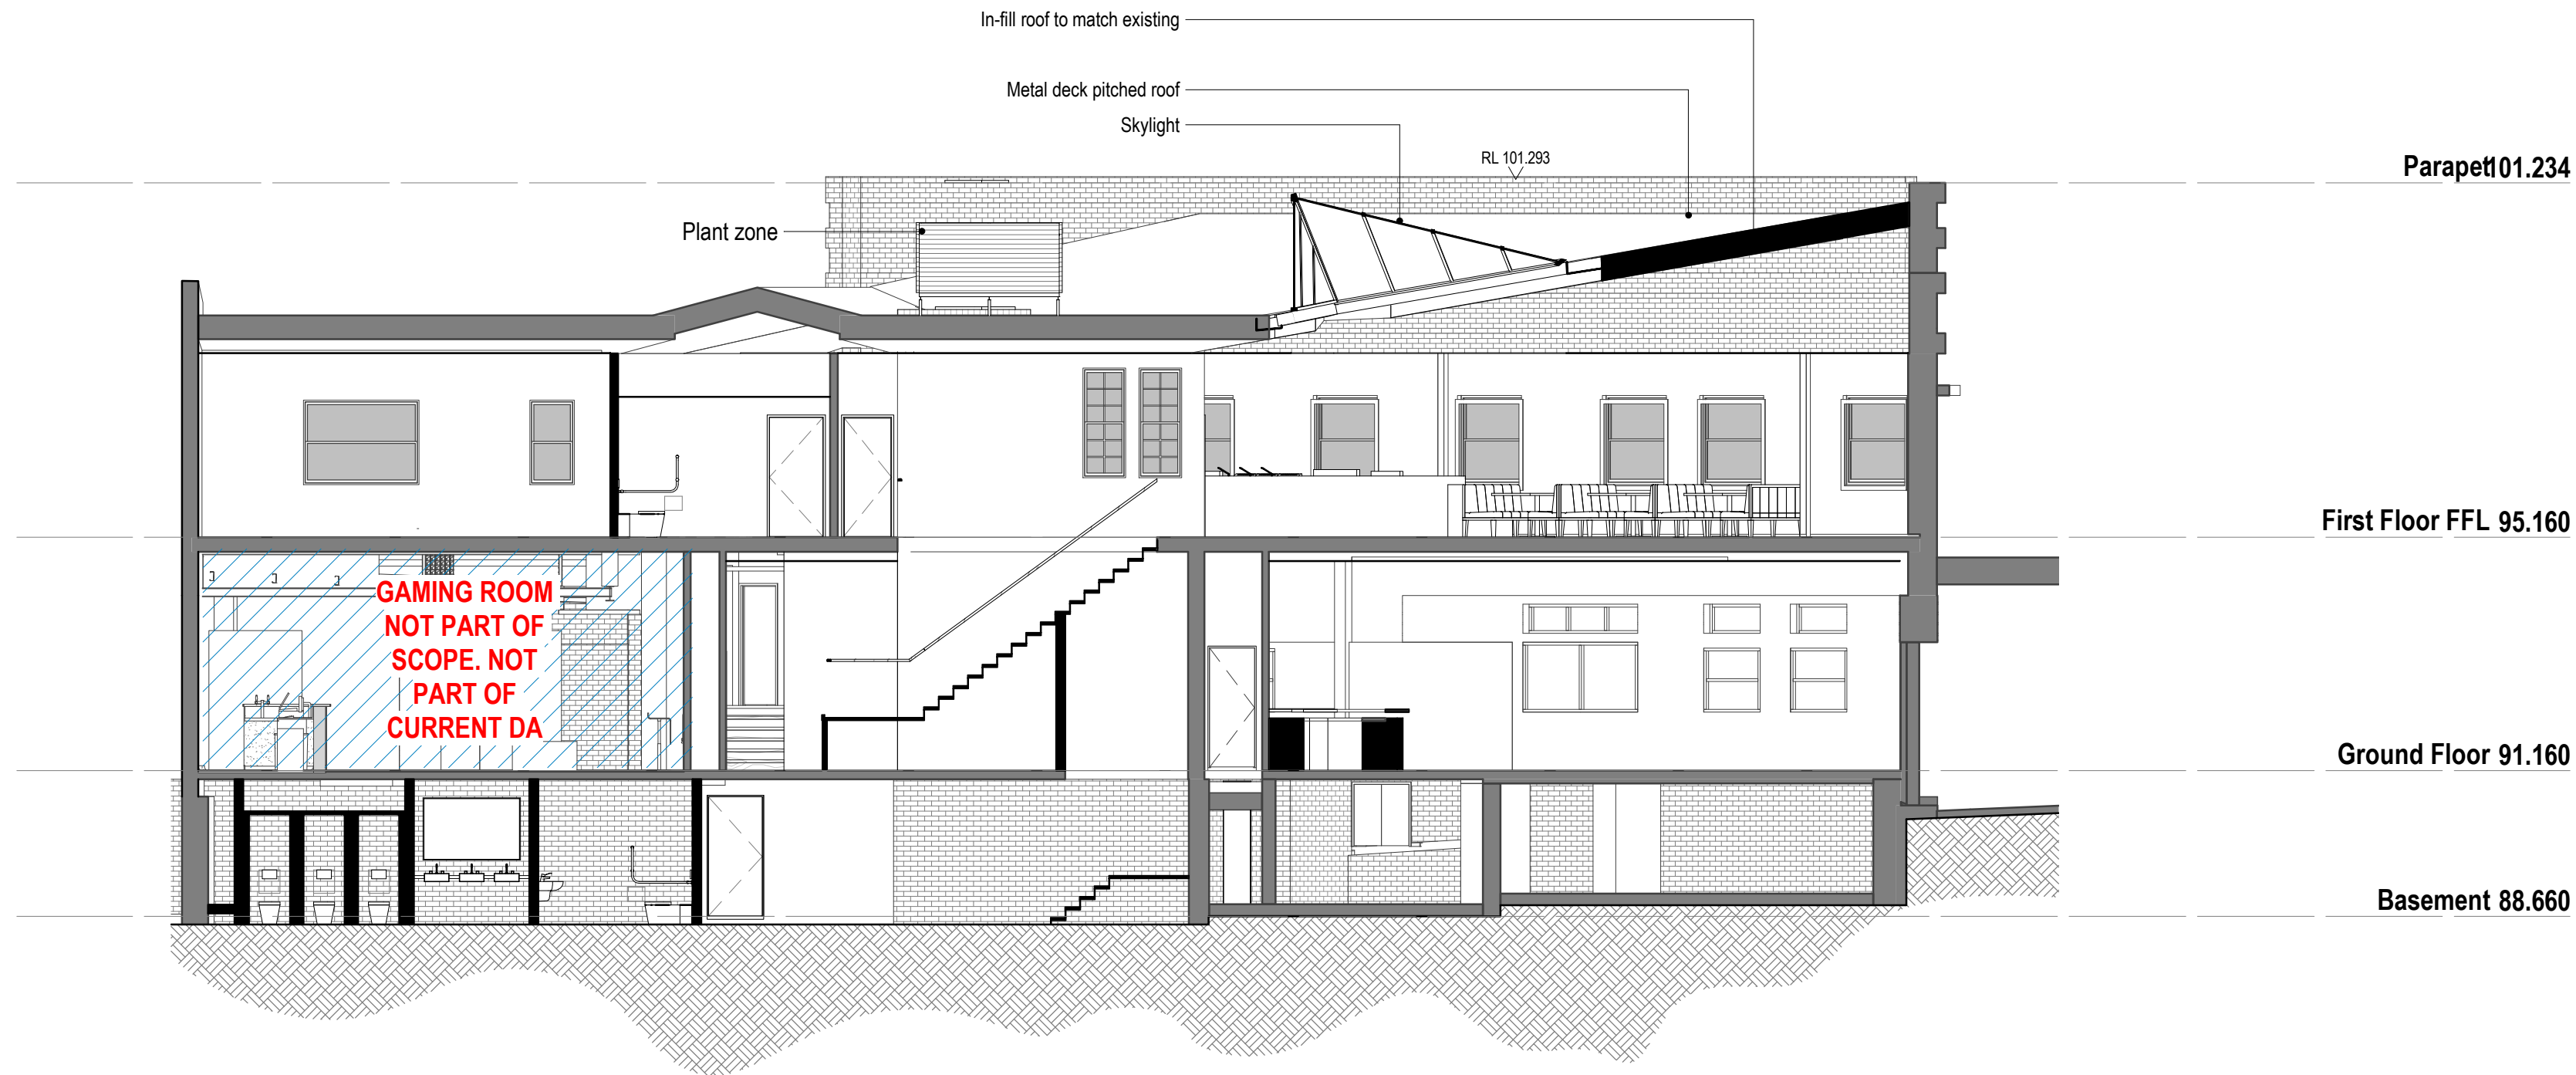 In-fill roof to match existing
Metal deck pitched roof
Skylight
RL 101.293
Parapet 101.234
Plant zone
First Floor FFL 95.160
GAMING ROOM
NOT PART OF
SCOPE. NOT
PART OF
CURRENT DA
Ground Floor 91.160
Basement 88.660